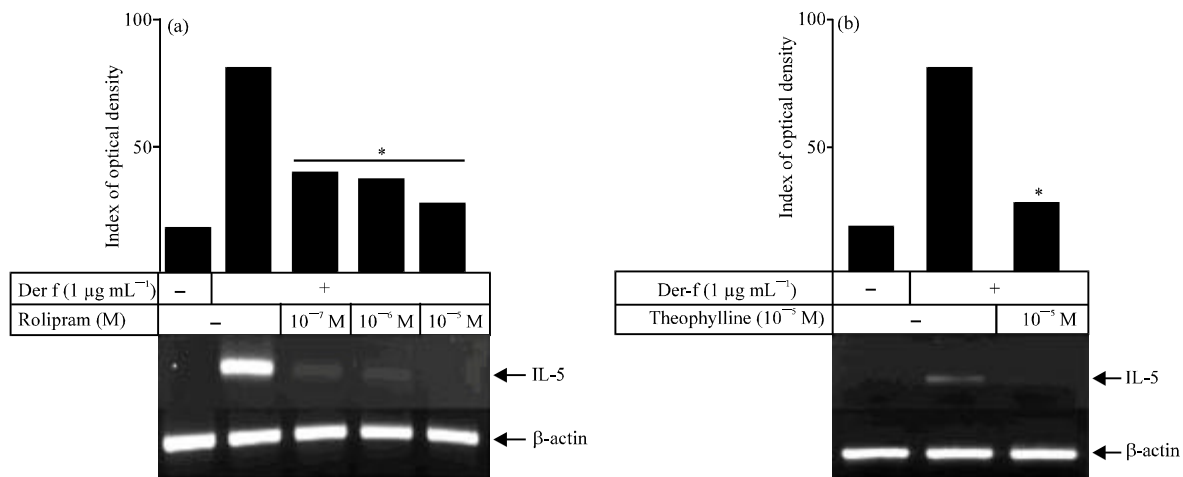 (a)
100
50
Index of optical density
*
Der f (1 µg mL⁻¹) – +
Rolipram (M) – 10⁻⁷ M 10⁻⁶ M 10⁻⁵ M
IL-5
β-actin
(b)
100
50
Index of optical density
*
Der-f (1 µg mL⁻¹) – +
Theophylline (10⁻⁵ M) – 10⁻⁵ M
IL-5
β-actin